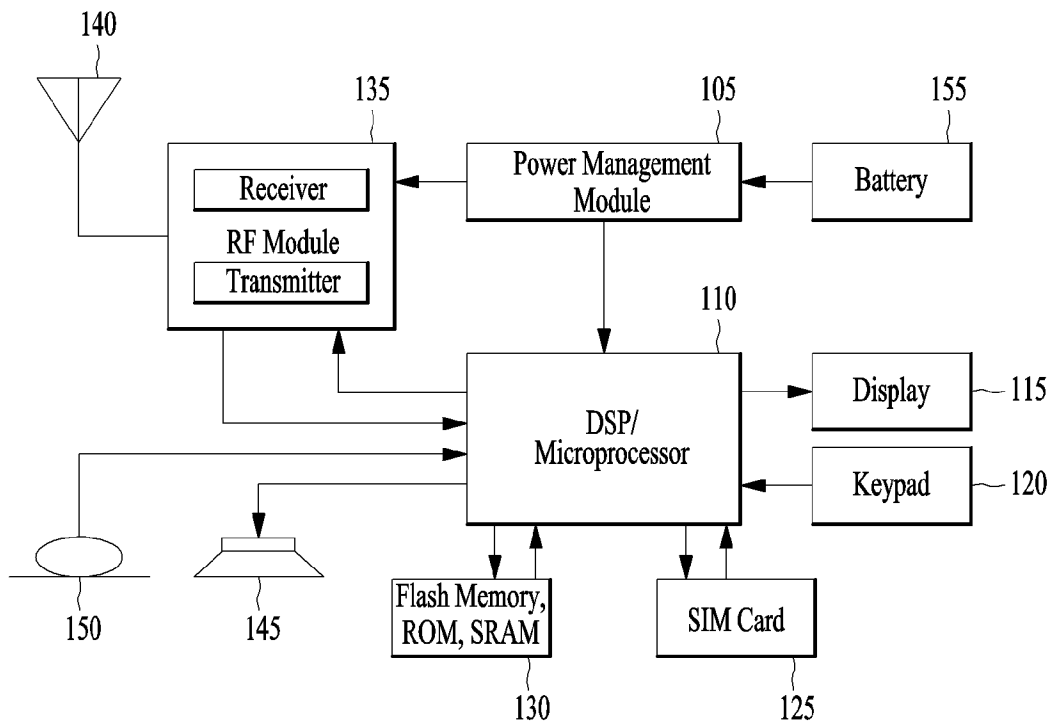 140
135
105
155
Receiver
RF Module
Transmitter
Power Management
Module
Battery
110
DSP/
Microprocessor
Display
115
Keypad
120
150
145
Flash Memory,
ROM, SRAM
130
SIM Card
125